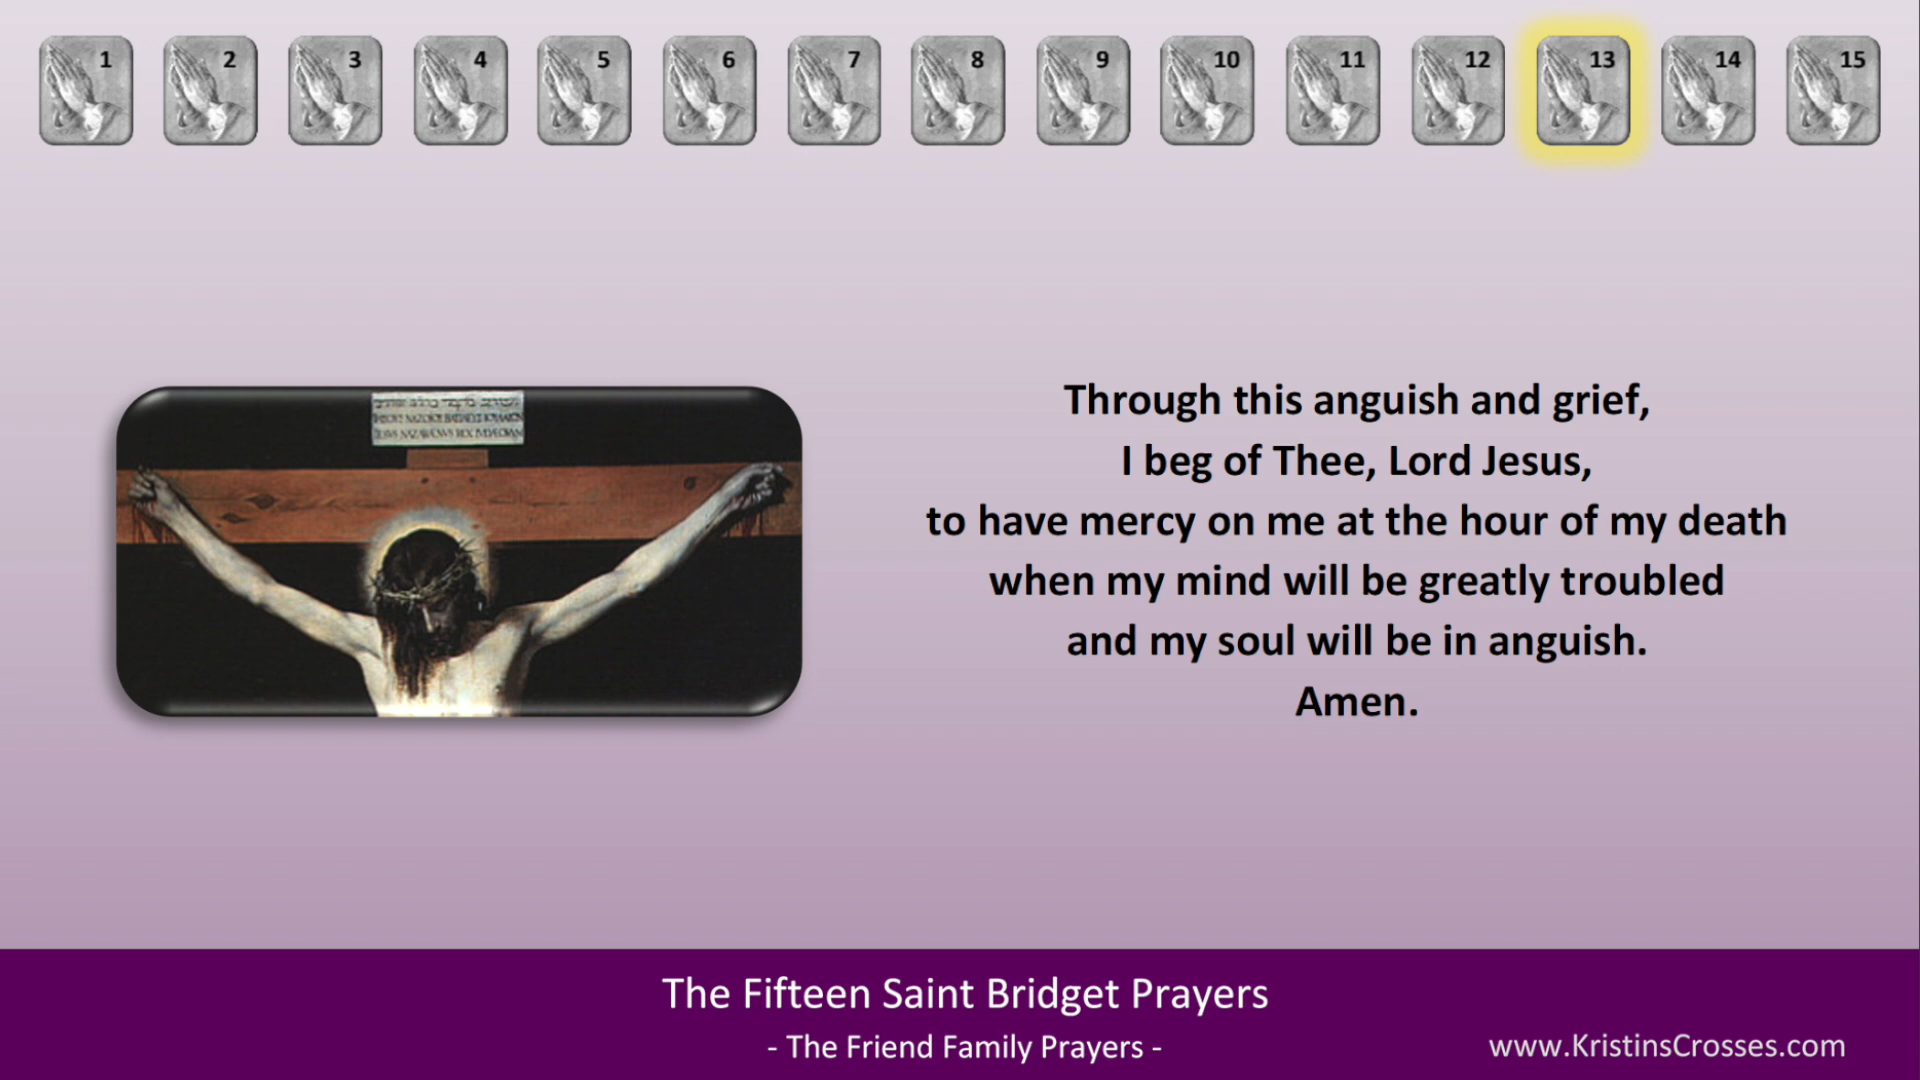 1 2 3 4 5 6 7 8 9 10 11 12 13 14 15
Through this anguish and grief,
I beg of Thee, Lord Jesus,
to have mercy on me at the hour of my death
when my mind will be greatly troubled
and my soul will be in anguish.
Amen.
The Fifteen Saint Bridget Prayers
- The Friend Family Prayers -
www.KristinsCrosses.com